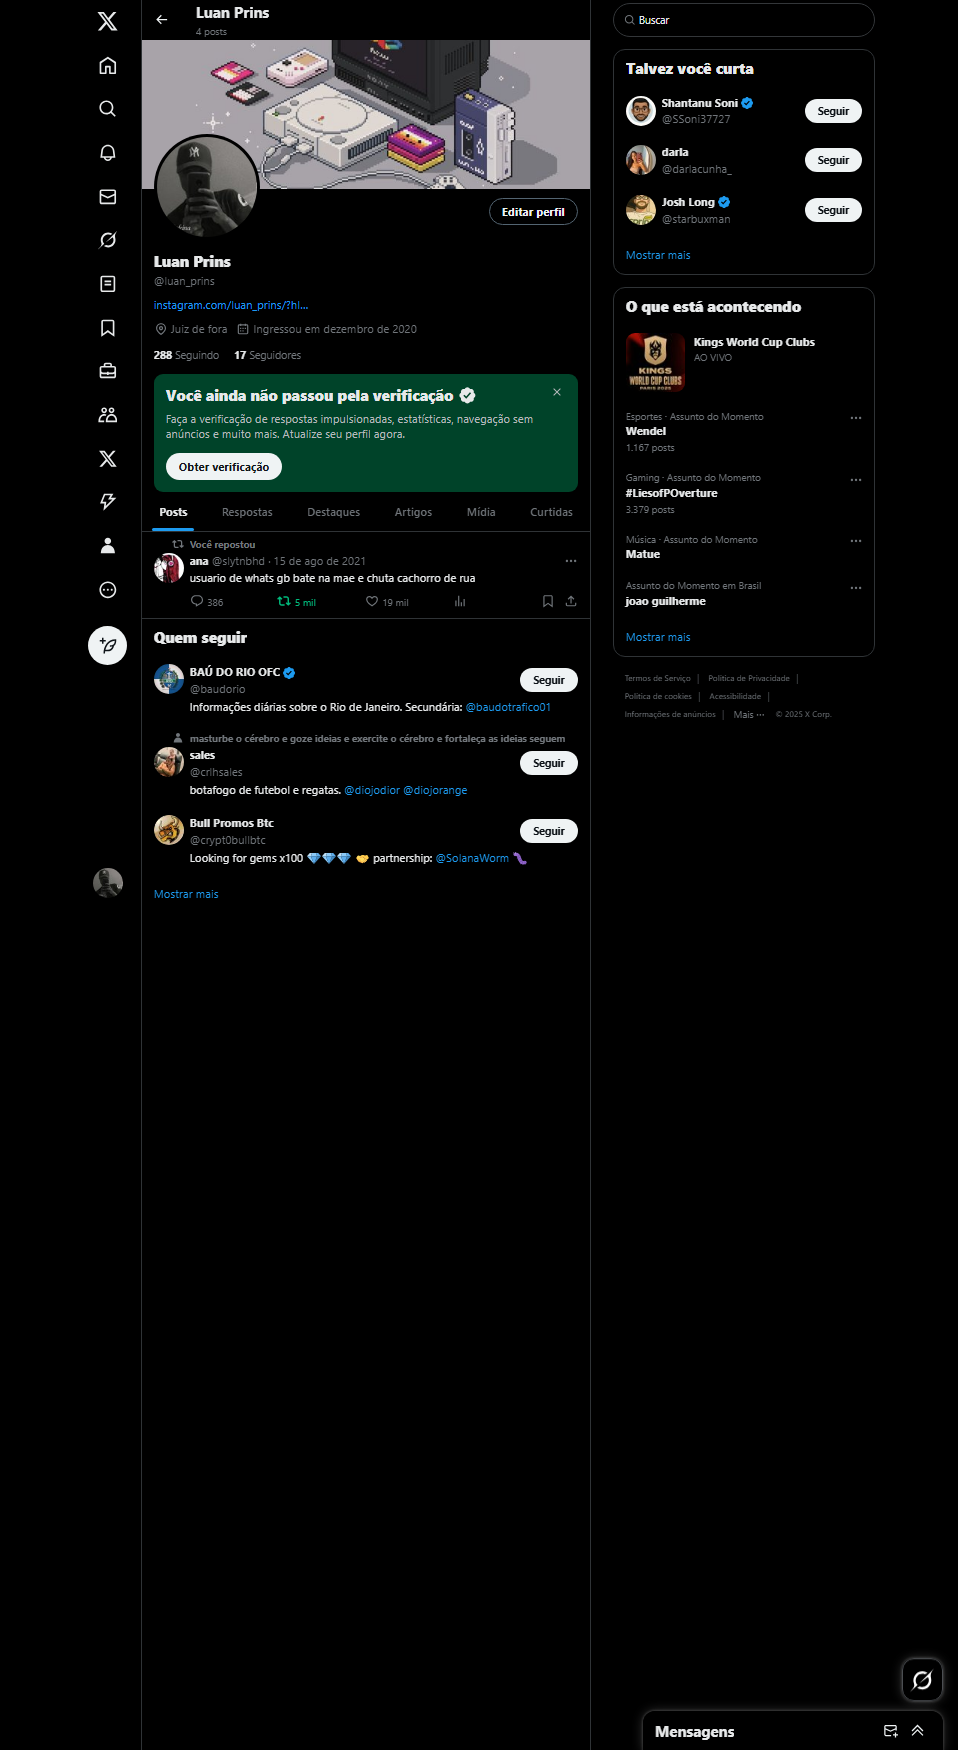 Luan Prins
4 posts
Editar perfil
Luan Prins
@luan_prins
instagram.com/luan_prins/?hl...
Juiz de fora Ingressou em dezembro de 2020
288 Seguindo 17 Seguidores
Você ainda não passou pela verificação
Faça a verificação de respostas impulsionadas, estatísticas, navegação sem
anúncios e muito mais. Atualize seu perfil agora.
Obter verificação
Posts Respostas Destaques Artigos Mídia Curtidas
Você repostou
ana @slytnbhd · 15 de ago de 2021
usuario de whats gb bate na mae e chuta cachorro de rua
386 5 mil 19 mil
Quem seguir
BAÚ DO RIO OFC
@baudorio
Seguir
Informações diárias sobre o Rio de Janeiro. Secundária: @baudotrafico01
masturbe o cérebro e goze ideias e exercite o cérebro e fortaleça as ideias seguem
sales
@crlhsales
Seguir
botafogo de futebol e regatas. @diojodior @diojorange
Bull Promos Btc
@crypt0bullbtc
Seguir
Looking for gems x100 💎💎💎 🤝 partnership: @SolanaWorm 🪱
Mostrar mais
Buscar
Talvez você curta
Shantanu Soni
@SSoni37727
Seguir
darla
@darlacunha_
Seguir
Josh Long
@starbuxman
Seguir
Mostrar mais
O que está acontecendo
KINGS
WORLD CUP CLUBS
PARIS 2025
Kings World Cup Clubs
AO VIVO
Esportes · Assunto do Momento
Wendel
1.167 posts
Gaming · Assunto do Momento
#LiesofPOverture
3.379 posts
Música · Assunto do Momento
Matue
Assunto do Momento em Brasil
joao guilherme
Mostrar mais
Termos de Serviço | Política de Privacidade |
Política de cookies | Acessibilidade |
Informações de anúncios | Mais ··· © 2025 X Corp.
Mensagens